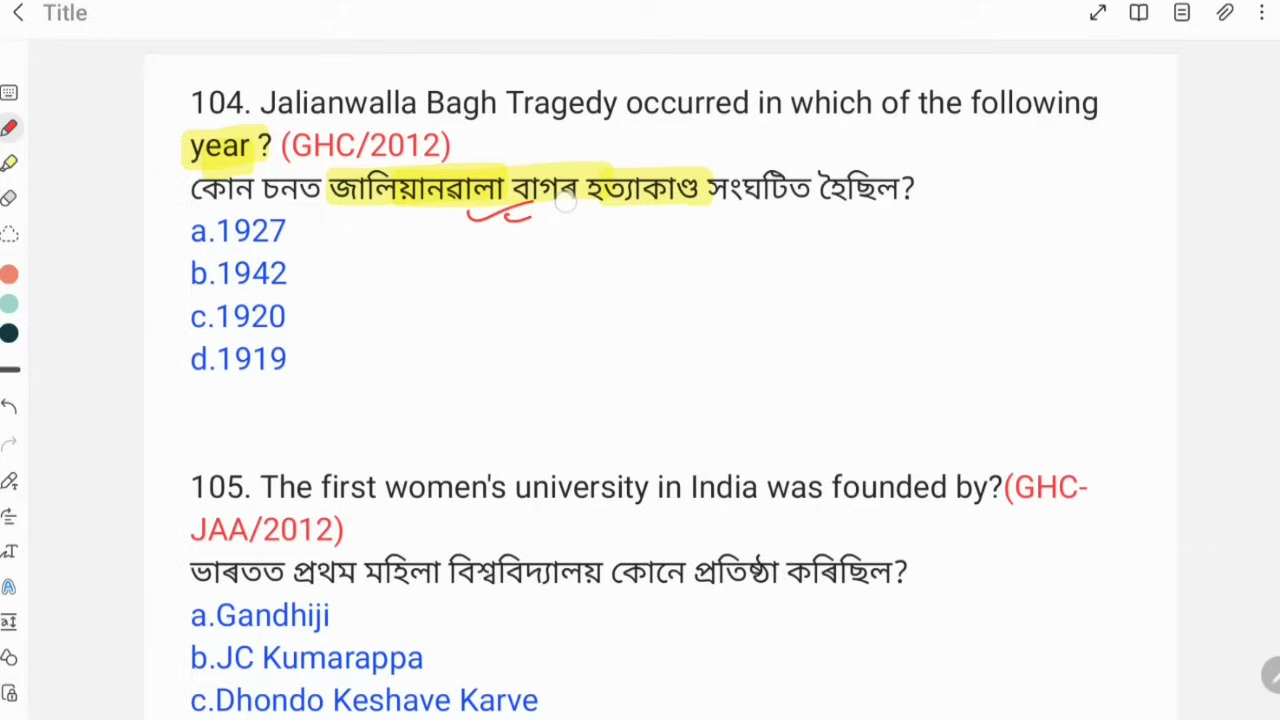 Title
104. Jalianwalla Bagh Tragedy occurred in which of the following
year ? (GHC/2012)
কোন চনত জালিয়ানৱালা বাগৰ হত্যাকাণ্ড সংঘটিত হৈছিল?
a.1927
b.1942
c.1920
d.1919
105. The first women's university in India was founded by?(GHC-
JAA/2012)
ভাৰতত প্ৰথম মহিলা বিশ্ববিদ্যালয় কোনে প্ৰতিষ্ঠা কৰিছিল?
a.Gandhiji
b.JC Kumarappa
c.Dhondo Keshave Karve